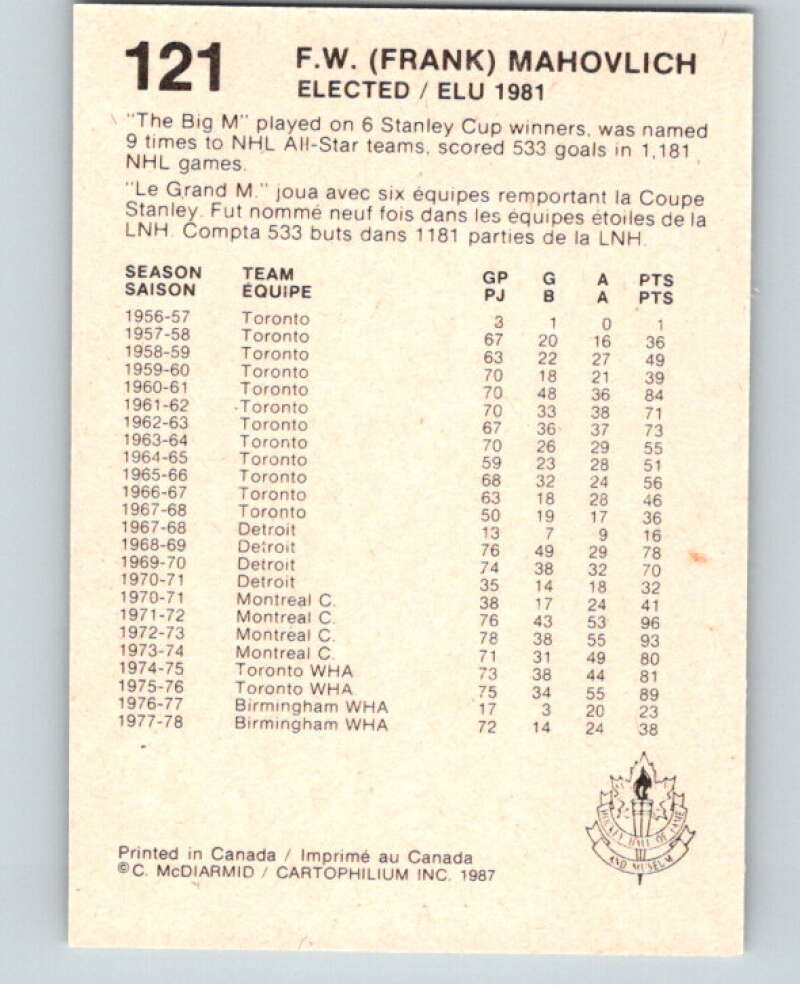 121
F.W. (FRANK) MAHOVLICH
ELECTED / ELU 1981
"The Big M" played on 6 Stanley Cup winners, was named
9 times to NHL All-Star teams, scored 533 goals in 1,181
NHL games.
"Le Grand M." joua avec six équipes remportant la Coupe
Stanley. Fut nommé neuf fois dans les équipes étoiles de la
LNH. Compta 533 buts dans 1181 parties de la LNH.
SEASON TEAM GP G A PTS
SAISON ÉQUIPE PJ B A PTS
1956-57 Toronto 3 1 0 1
1957-58 Toronto 67 20 16 36
1958-59 Toronto 63 22 27 49
1959-60 Toronto 70 18 21 39
1960-61 Toronto 70 48 36 84
1961-62 Toronto 70 33 38 71
1962-63 Toronto 67 36 37 73
1963-64 Toronto 70 26 29 55
1964-65 Toronto 59 23 28 51
1965-66 Toronto 68 32 24 56
1966-67 Toronto 63 18 28 46
1967-68 Toronto 50 19 17 36
1967-68 Detroit 13 7 9 16
1968-69 Detroit 76 49 29 78
1969-70 Detroit 74 38 32 70
1970-71 Detroit 35 14 18 32
1970-71 Montreal C. 38 17 24 41
1971-72 Montreal C. 76 43 53 96
1972-73 Montreal C. 78 38 55 93
1973-74 Montreal C. 71 31 49 80
1974-75 Toronto WHA 73 38 44 81
1975-76 Toronto WHA 75 34 55 89
1976-77 Birmingham WHA 17 3 20 23
1977-78 Birmingham WHA 72 14 24 38
HOCKEY HALL OF FAME
AND MUSEUM
Printed in Canada / Imprimé au Canada
©C. McDIARMID / CARTOPHILIUM INC. 1987